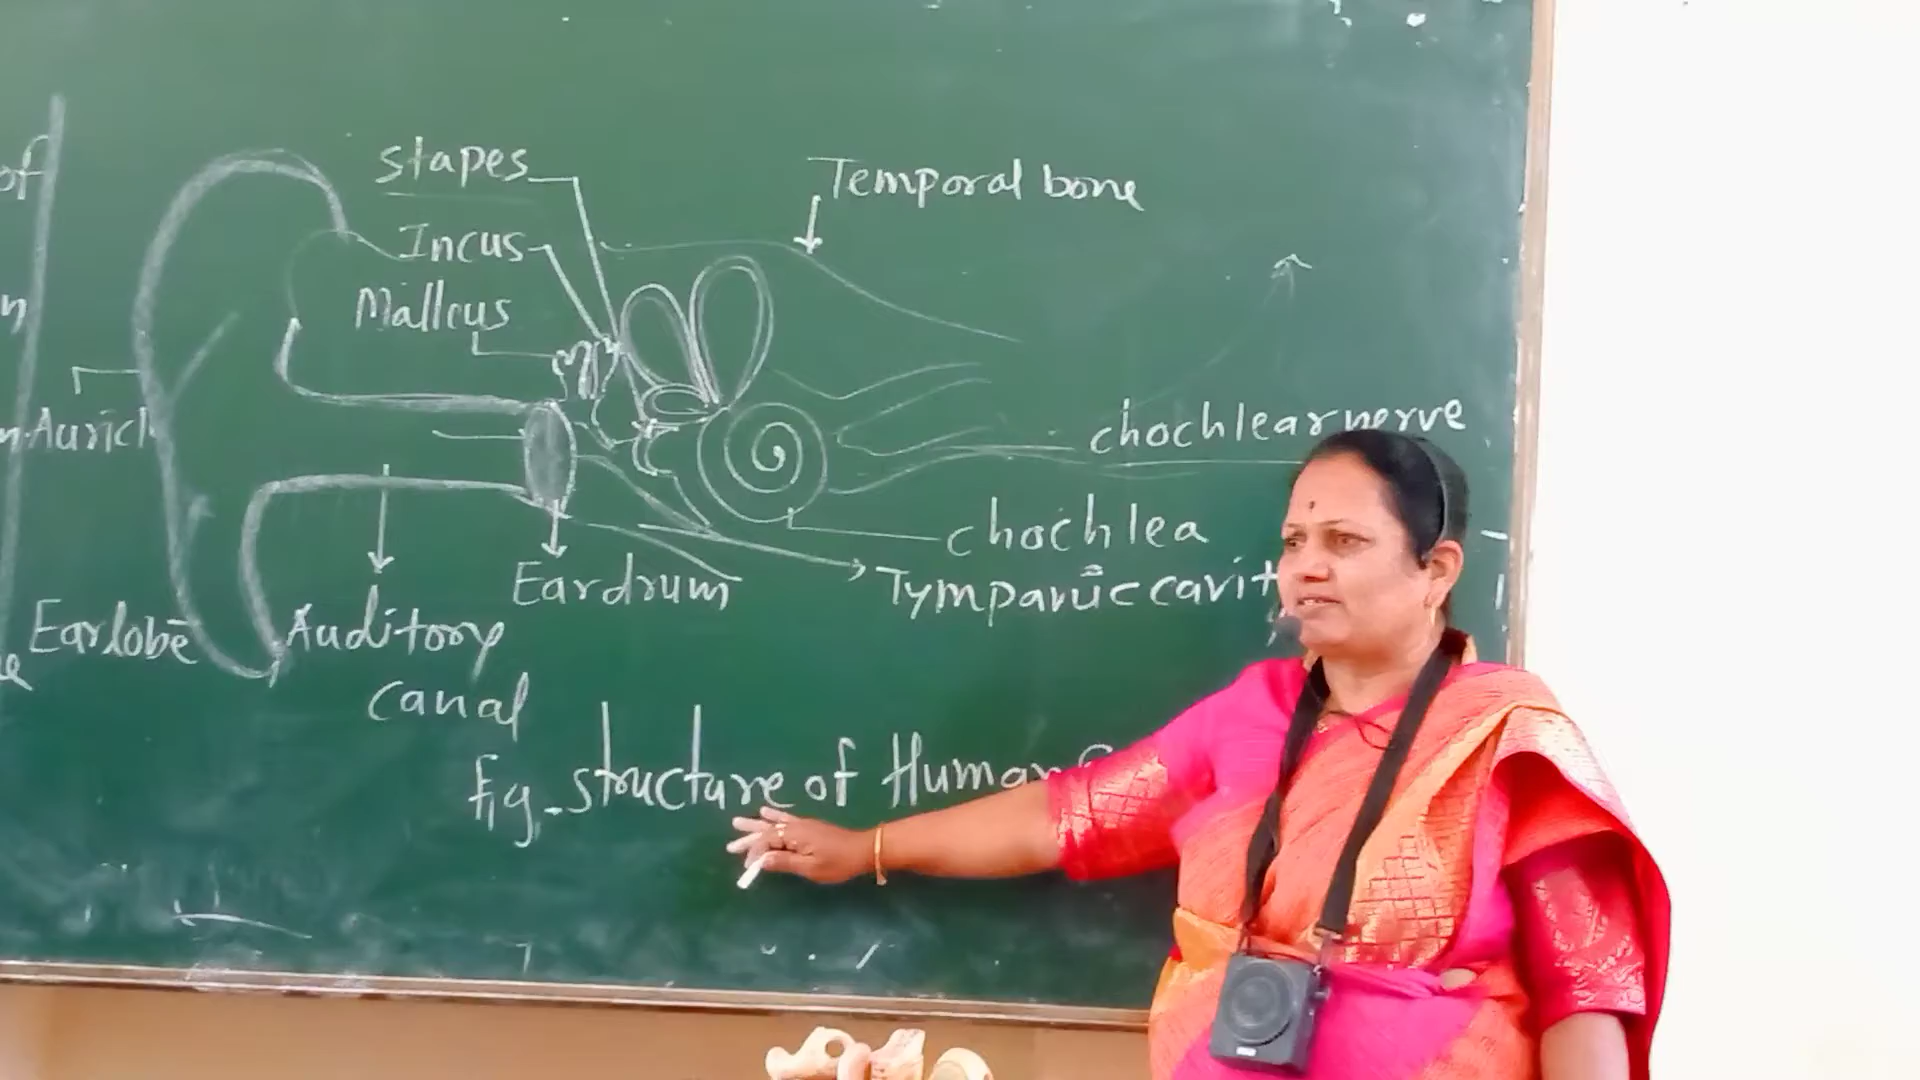 of
stapes
Temporal bone
Incus
Malleus
n
chochlear nerve
Auricl
chochlea
Eardrum
Tympanic cavit
Earlobe
Auditory
canal
Fig. structure of Human